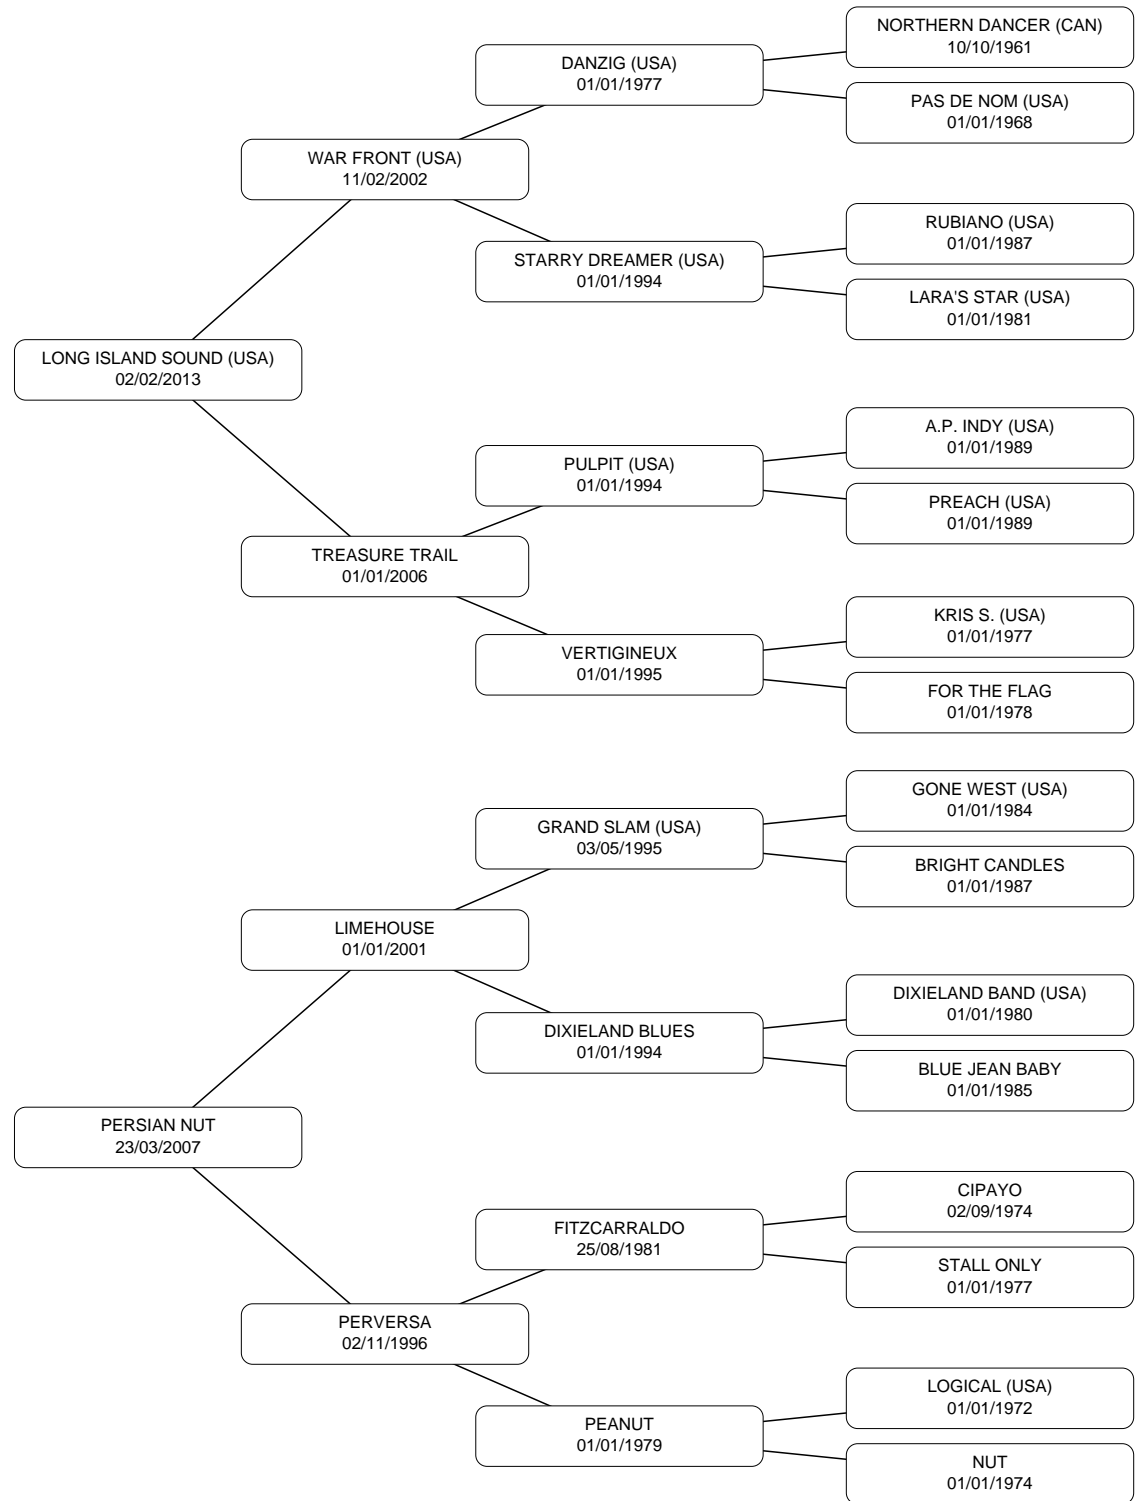 NORTHERN DANCER (CAN)
10/10/1961
DANZIG (USA)
01/01/1977
PAS DE NOM (USA)
01/01/1968
WAR FRONT (USA)
11/02/2002
RUBIANO (USA)
01/01/1987
STARRY DREAMER (USA)
01/01/1994
LARA'S STAR (USA)
01/01/1981
LONG ISLAND SOUND (USA)
02/02/2013
A.P. INDY (USA)
01/01/1989
PULPIT (USA)
01/01/1994
PREACH (USA)
01/01/1989
TREASURE TRAIL
01/01/2006
KRIS S. (USA)
01/01/1977
VERTIGINEUX
01/01/1995
FOR THE FLAG
01/01/1978
GONE WEST (USA)
01/01/1984
GRAND SLAM (USA)
03/05/1995
BRIGHT CANDLES
01/01/1987
LIMEHOUSE
01/01/2001
DIXIELAND BAND (USA)
01/01/1980
DIXIELAND BLUES
01/01/1994
BLUE JEAN BABY
01/01/1985
PERSIAN NUT
23/03/2007
CIPAYO
02/09/1974
FITZCARRALDO
25/08/1981
STALL ONLY
01/01/1977
PERVERSA
02/11/1996
LOGICAL (USA)
01/01/1972
PEANUT
01/01/1979
NUT
01/01/1974